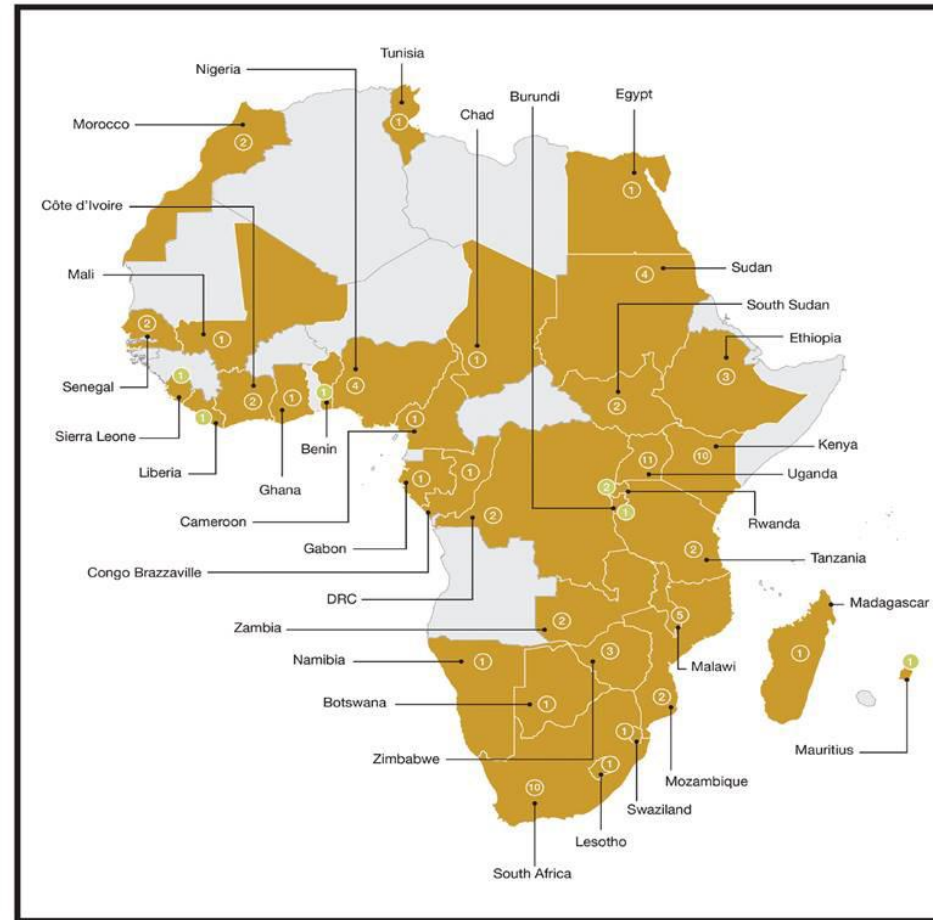 Tunisia
Nigeria
Burundi
Egypt
Chad
Morocco
1
2
1
Côte d'Ivoire
Sudan
4
Mali
South Sudan
Ethiopia
2
1
1
Senegal
1
3
4
1
2
1
2
Sierra Leone
1
1
Benin
Kenya
10
Liberia
11
Uganda
Ghana
1
1
2
Cameroon
1
Rwanda
2
Gabon
2
Tanzania
Congo Brazzaville
DRC
Madagascar
Zambia
2
5
1
1
Namibia
1
3
Malawi
Botswana
1
2
Mauritius
Zimbabwe
1
1
Mozambique
10
Swaziland
Lesotho
South Africa